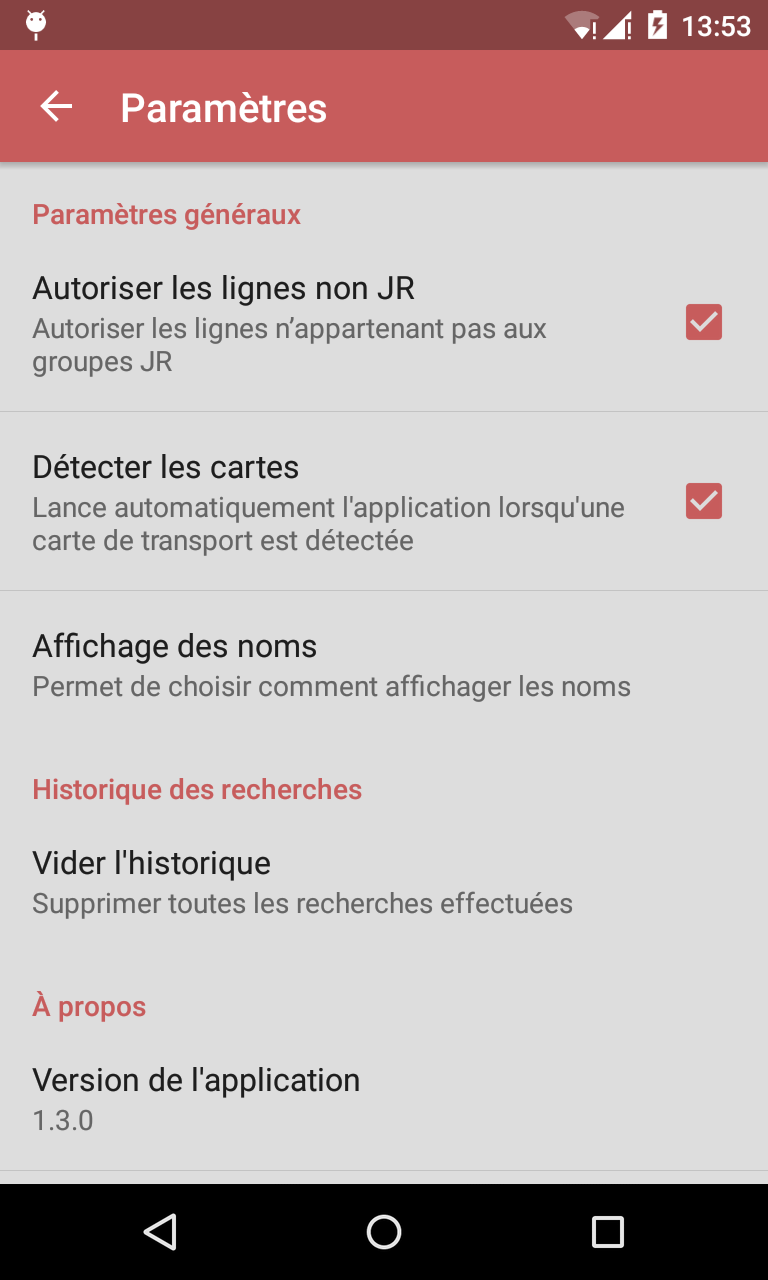 13:53
Paramètres
Paramètres généraux
Autoriser les lignes non JR
Autoriser les lignes n’appartenant pas aux
groupes JR
Détecter les cartes
Lance automatiquement l'application lorsqu'une
carte de transport est détectée
Affichage des noms
Permet de choisir comment affichager les noms
Historique des recherches
Vider l'historique
Supprimer toutes les recherches effectuées
À propos
Version de l'application
1.3.0